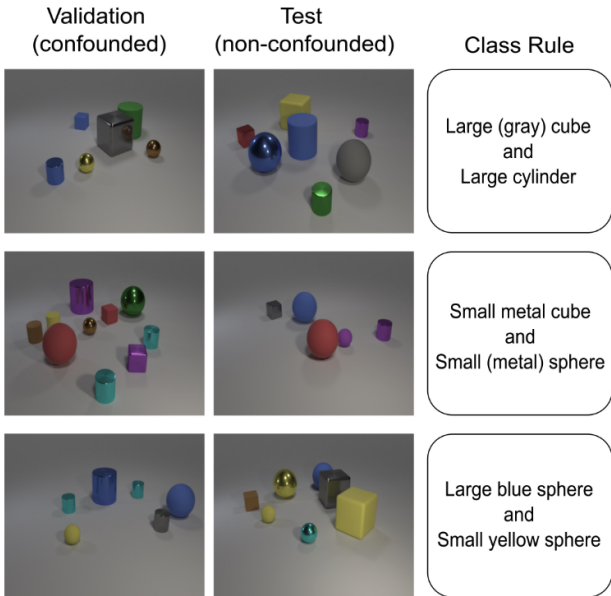 Validation
(confounded)
Test
(non-confounded)
Class Rule
Large (gray) cube
and
Large cylinder
Small metal cube
and
Small (metal) sphere
Large blue sphere
and
Small yellow sphere